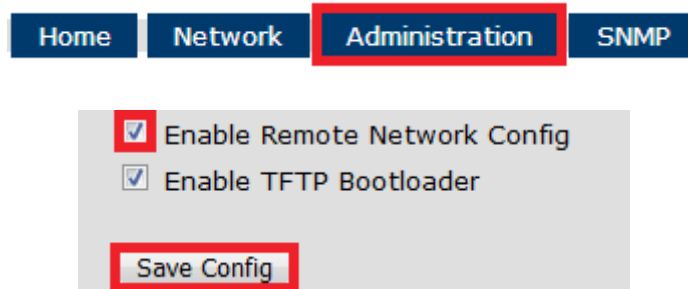 Home Network Administration SNMP
Enable Remote Network Config
Enable TFTP Bootloader
Save Config